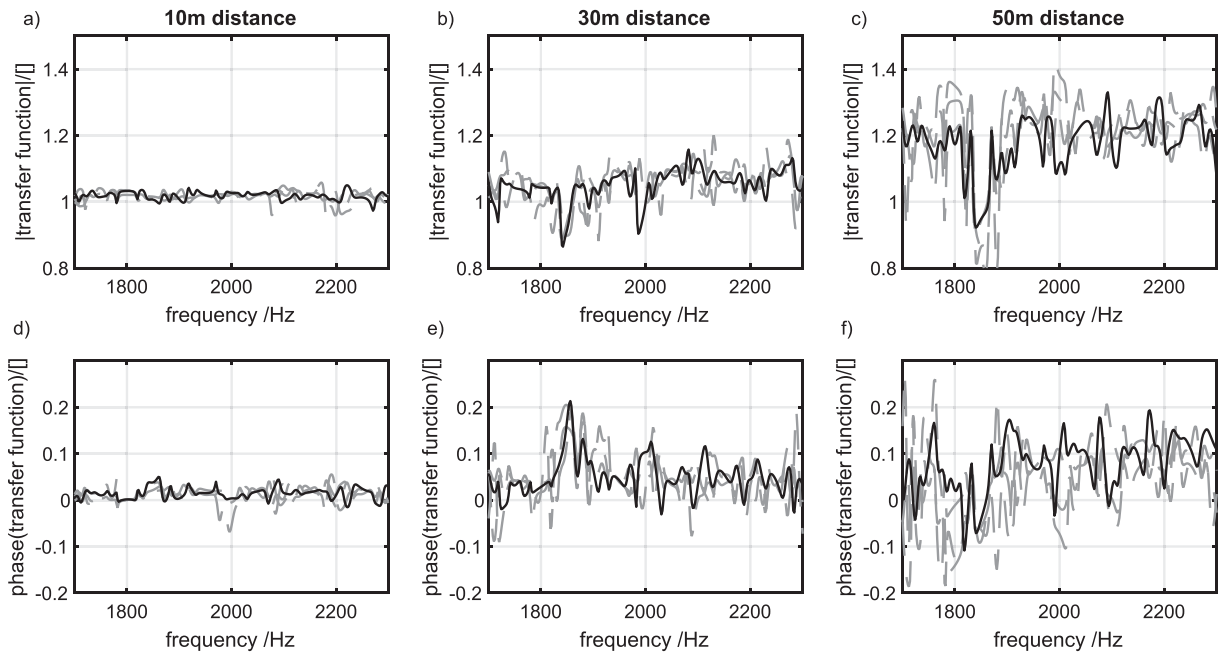 a) 10m distance
|transfer function|/[]
1.4
1.2
1
0.8
1800 2000 2200
frequency /Hz
b) 30m distance
|transfer function|/[]
1.4
1.2
1
0.8
1800 2000 2200
frequency /Hz
c) 50m distance
|transfer function|/[]
1.4
1.2
1
0.8
1800 2000 2200
frequency /Hz
d)
phase(transfer function)/[]
0.2
0.1
0
-0.1
-0.2
1800 2000 2200
frequency /Hz
e)
phase(transfer function)/[]
0.2
0.1
0
-0.1
-0.2
1800 2000 2200
frequency /Hz
f)
phase(transfer function)/[]
0.2
0.1
0
-0.1
-0.2
1800 2000 2200
frequency /Hz